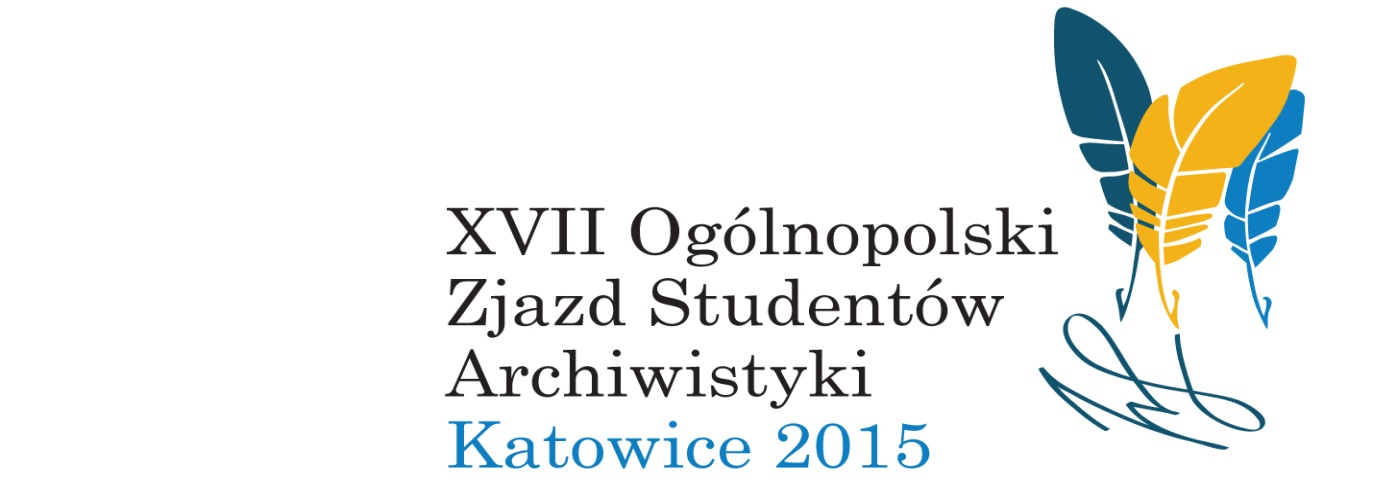 XVII Ogólnopolski
Zjazd Studentów
Archiwistyki
Katowice 2015